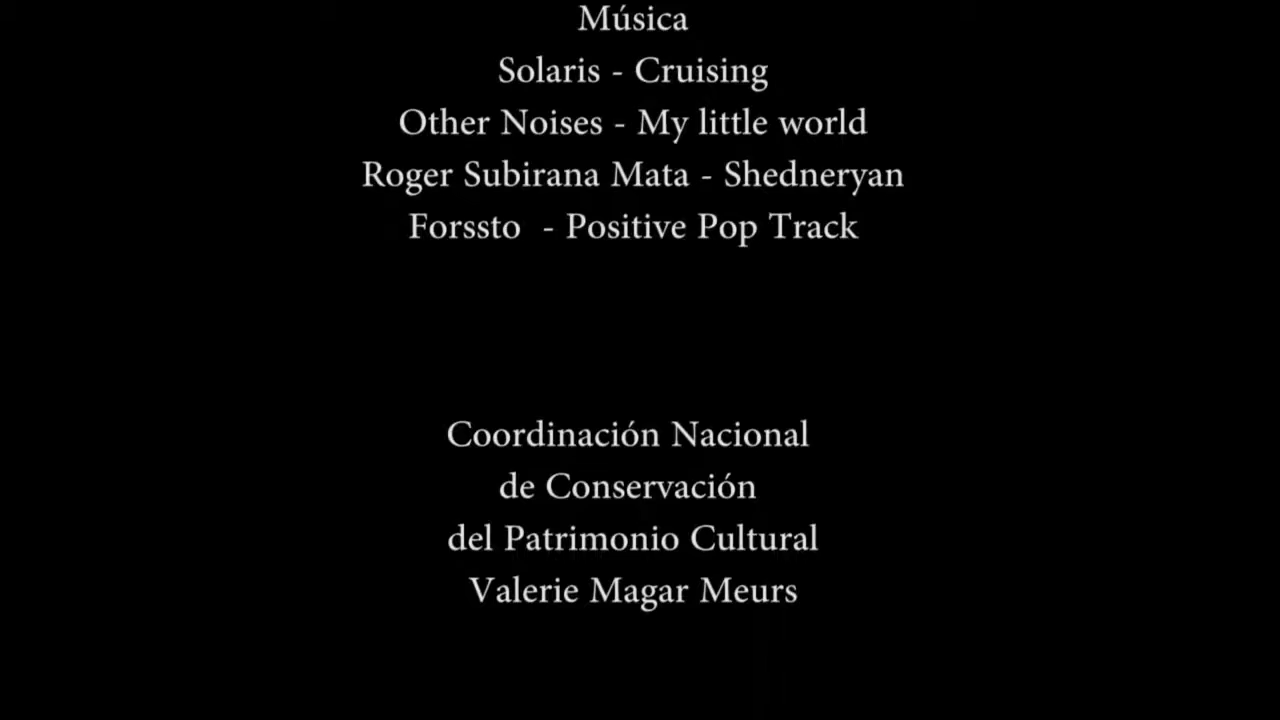 Música
Solaris - Cruising
Other Noises - My little world
Roger Subirana Mata - Shedneryan
Forssto - Positive Pop Track
Coordinación Nacional
de Conservación
del Patrimonio Cultural
Valerie Magar Meurs